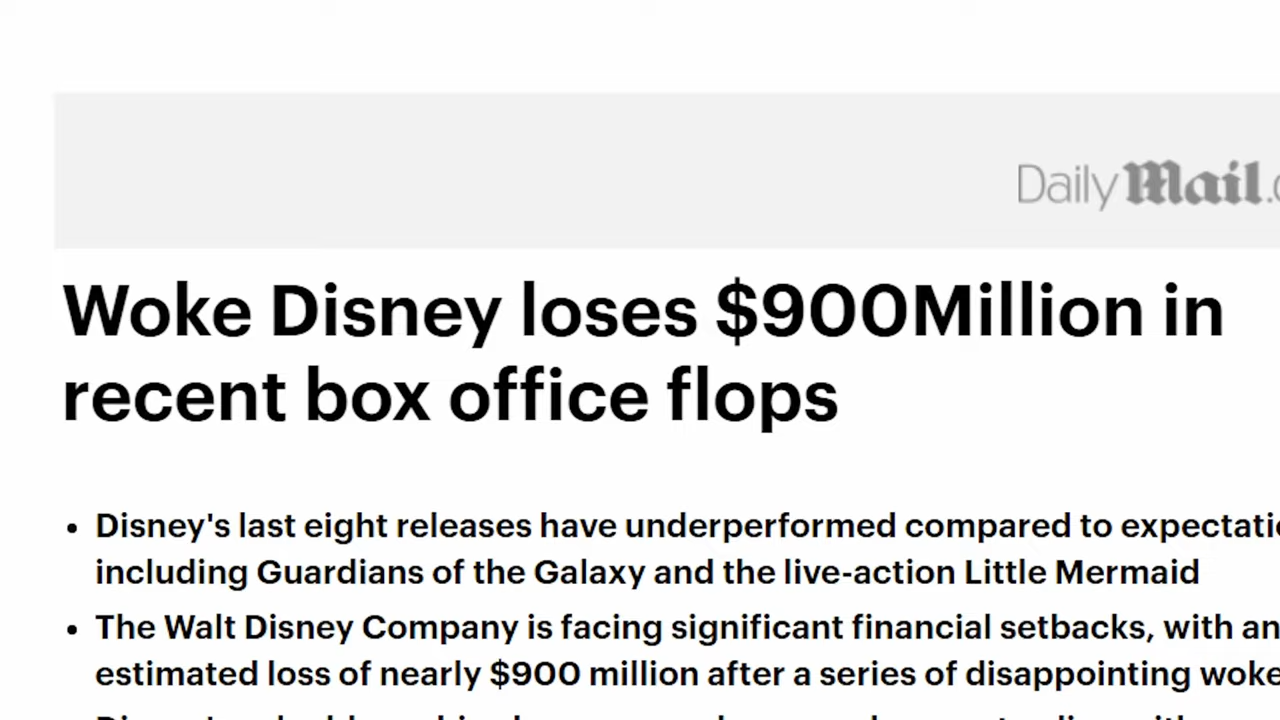 Daily Mail
Woke Disney loses $900Million in
recent box office flops
• Disney's last eight releases have underperformed compared to
including Guardians of the Galaxy and the live-action Little Mermaid
• The Walt Disney Company is facing significant financial setbacks, with an
estimated loss of nearly $900 million after a series of disappointing woke